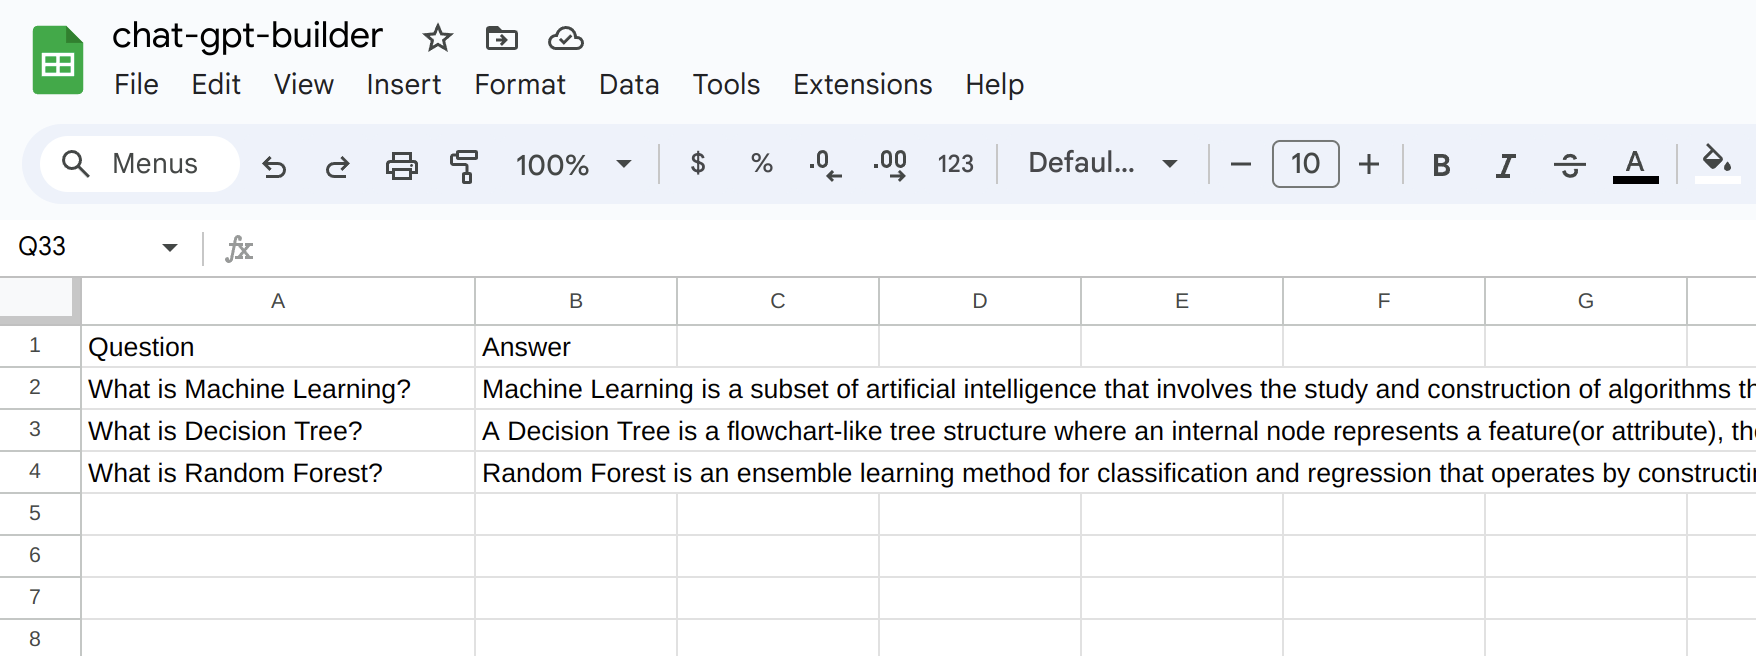 chat-gpt-builder
File Edit View Insert Format Data Tools Extensions Help
Menus 100% $ % .0 .00 123 Defaul... 10 B I S A
Q33 fx
A B C D E F G
1 Question Answer
2 What is Machine Learning? Machine Learning is a subset of artificial intelligence that involves the study and construction of algorithms th
3 What is Decision Tree? A Decision Tree is a flowchart-like tree structure where an internal node represents a feature(or attribute), the
4 What is Random Forest? Random Forest is an ensemble learning method for classification and regression that operates by constructi
5
6
7
8